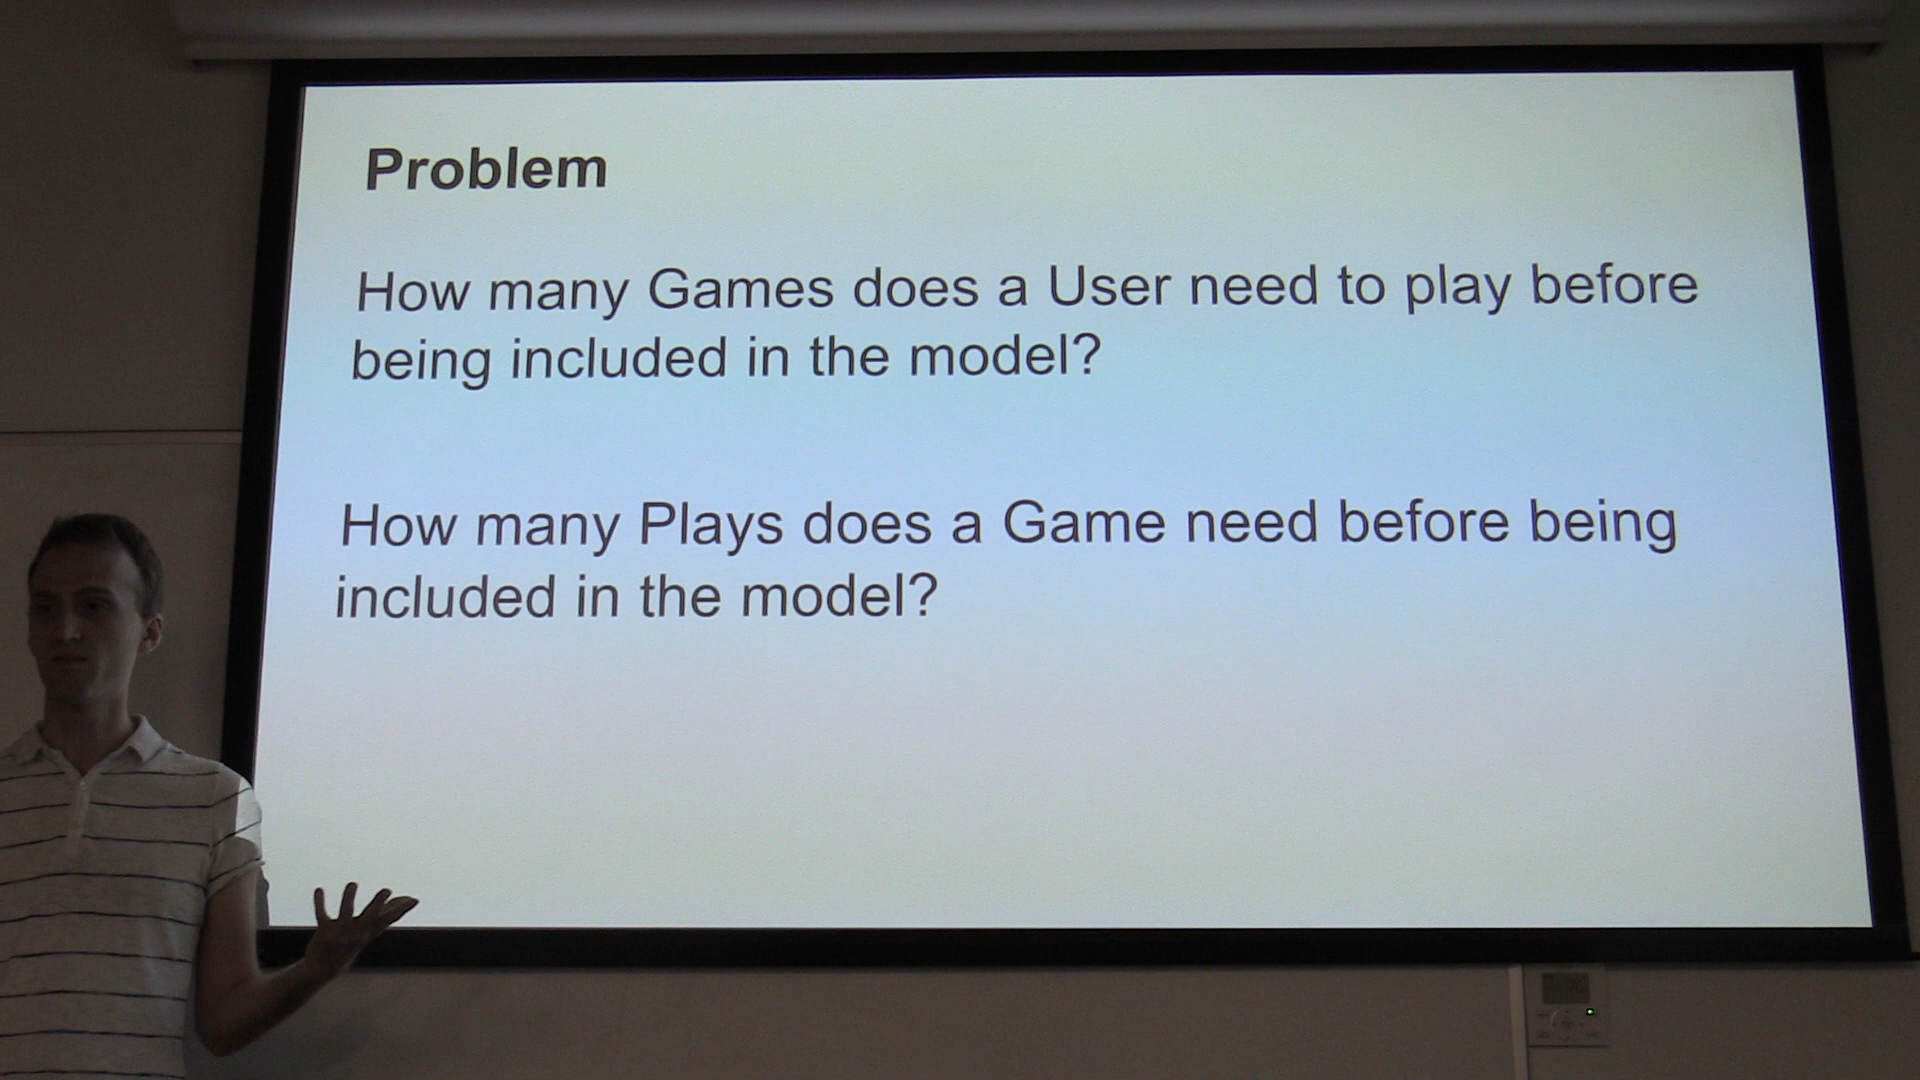 Problem
How many Games does a User need to play before
being included in the model?
How many Plays does a Game need before being
included in the model?